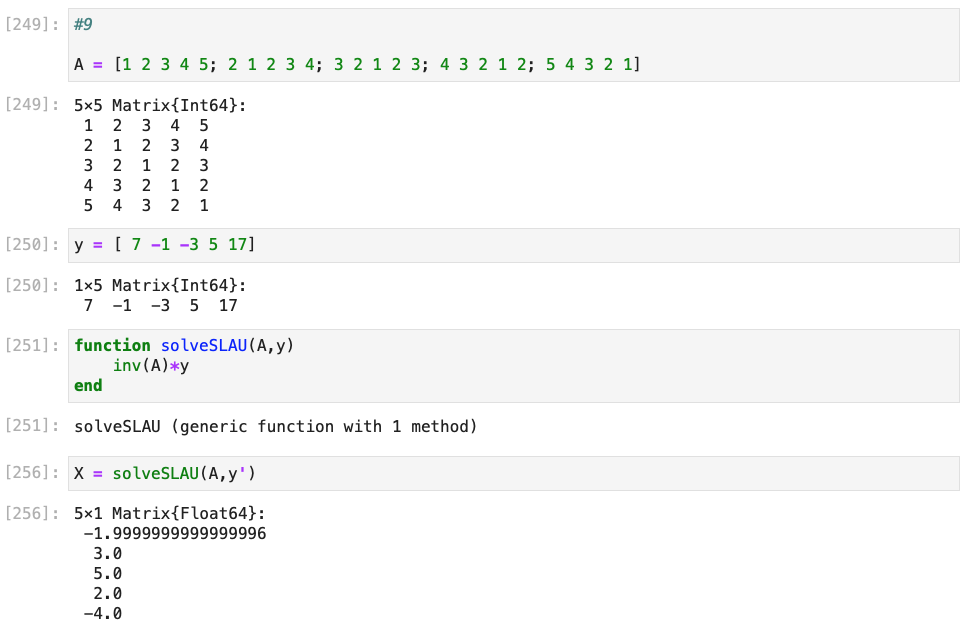 [249]: #9
A = [1 2 3 4 5; 2 1 2 3 4; 3 2 1 2 3; 4 3 2 1 2; 5 4 3 2 1]
[249]: 5×5 Matrix{Int64}:
1 2 3 4 5
2 1 2 3 4
3 2 1 2 3
4 3 2 1 2
5 4 3 2 1
[250]: y = [ 7 −1 −3 5 17]
[250]: 1×5 Matrix{Int64}:
7 −1 −3 5 17
[251]: function solveSLAU(A,y)
inv(A)*y
end
[251]: solveSLAU (generic function with 1 method)
[256]: X = solveSLAU(A,y')
[256]: 5×1 Matrix{Float64}:
−1.9999999999999996
3.0
5.0
2.0
−4.0